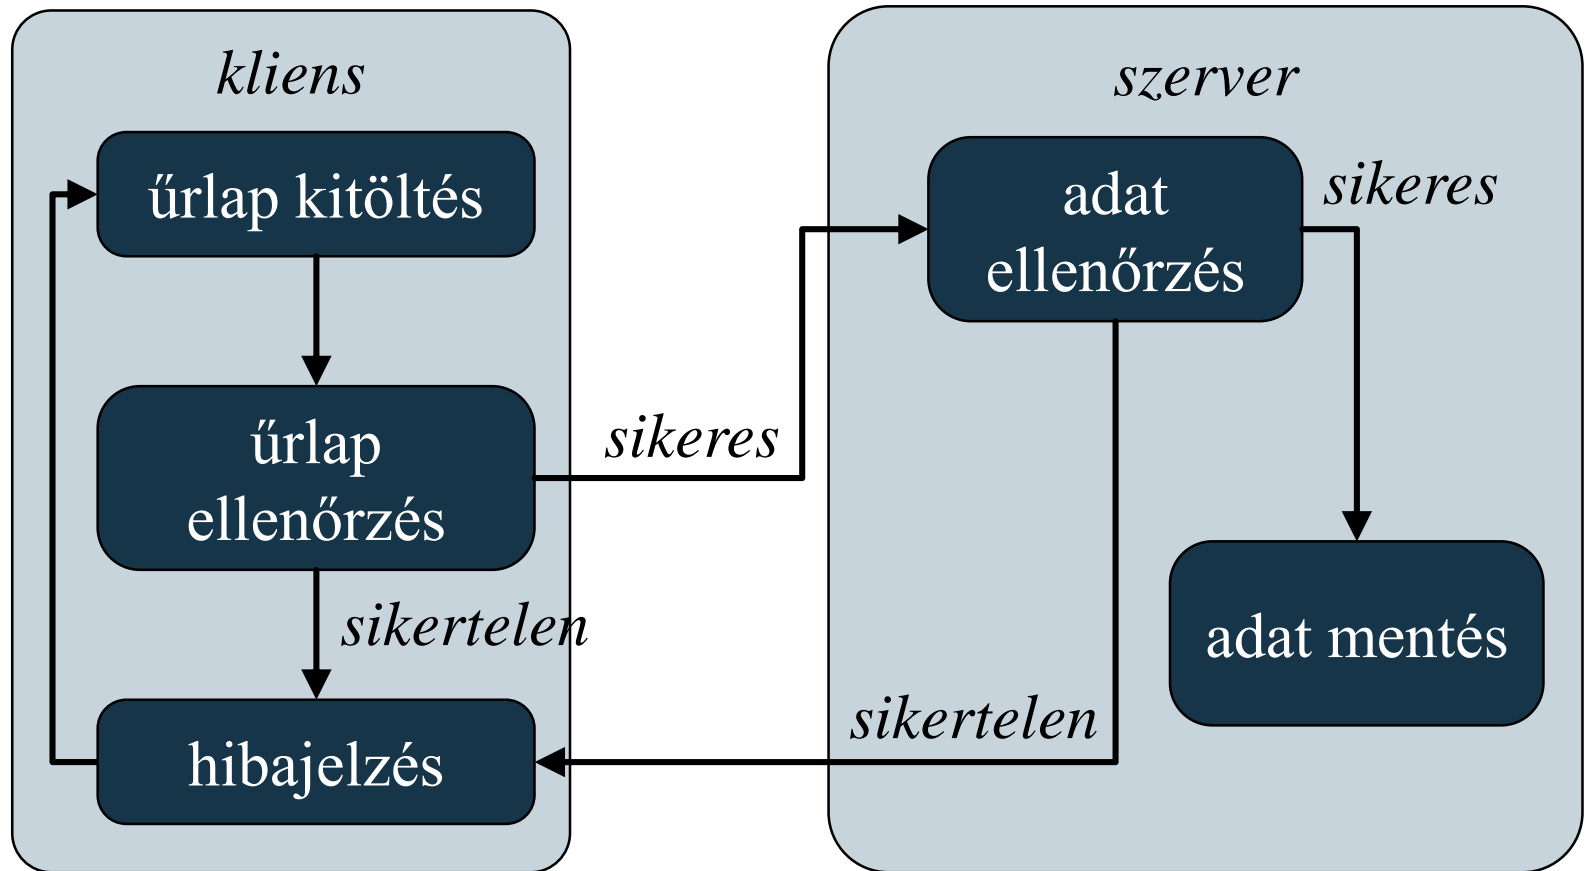 kliens
űrlap kitöltés
űrlap
ellenőrzés
sikertelen
hibajelzés
sikeres
szerver
adat
ellenőrzés
sikeres
adat mentés
sikertelen